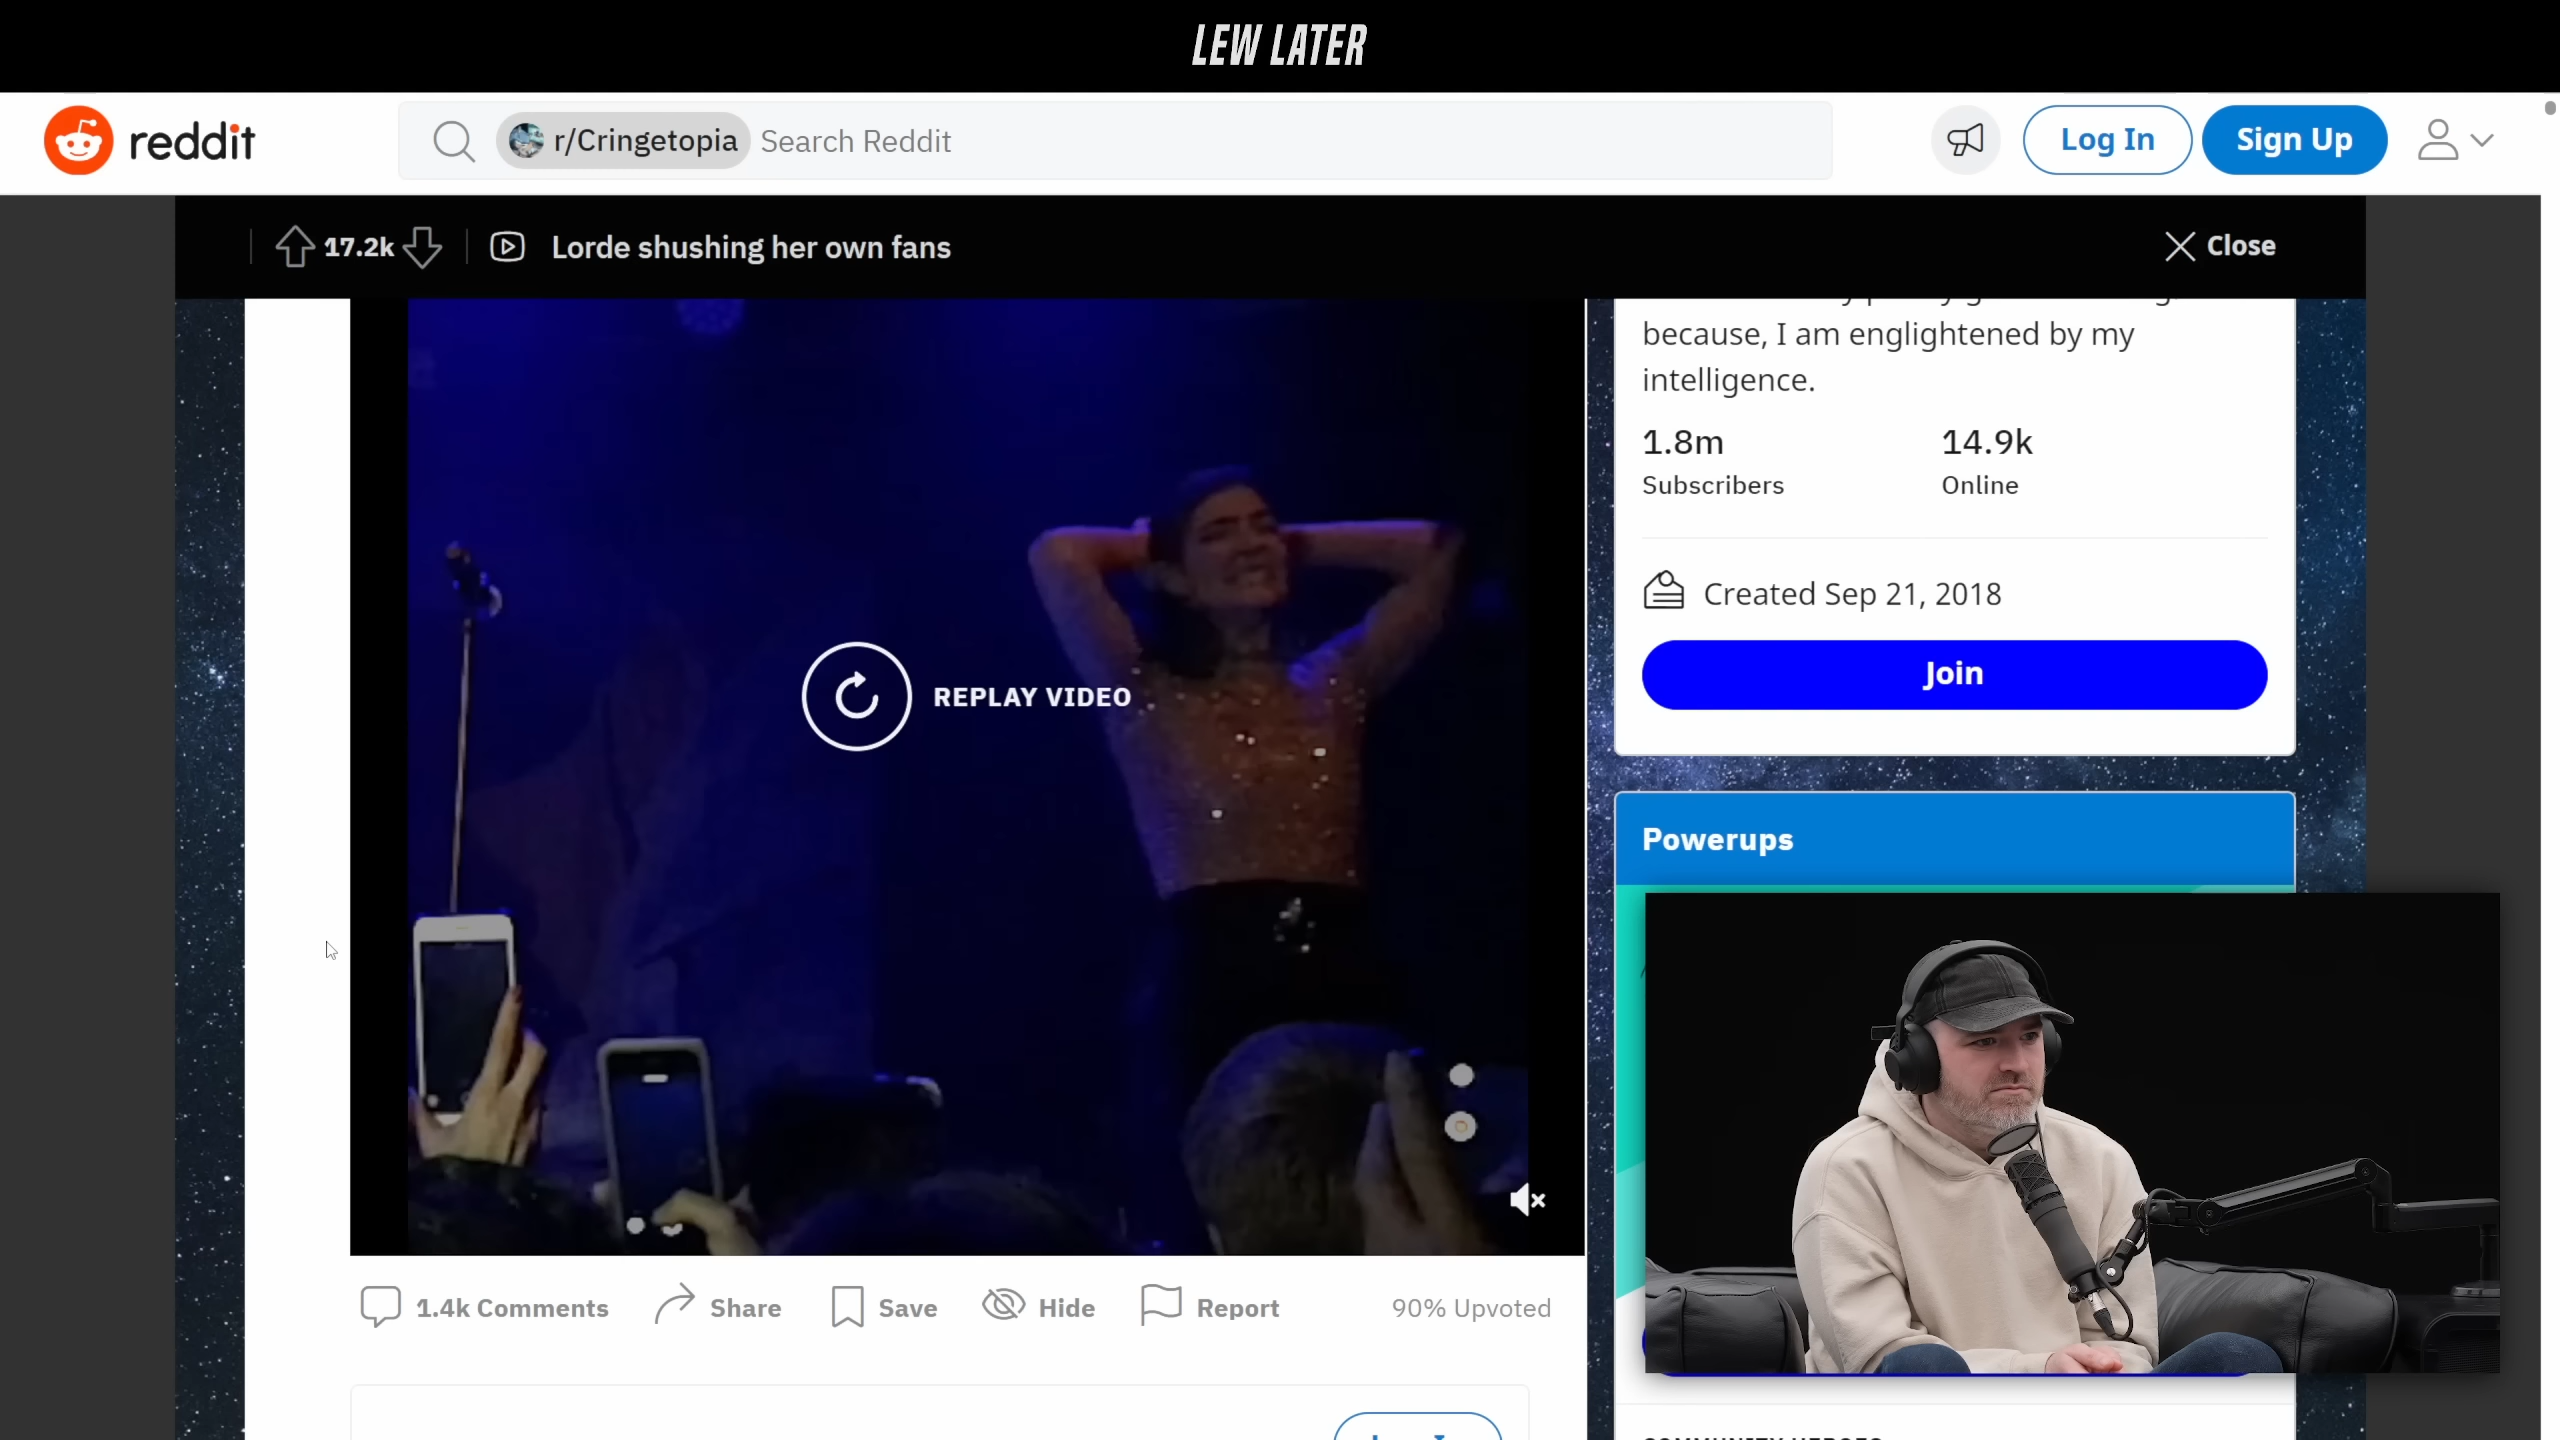 LEW LATER
reddit
r/Cringetopia Search Reddit
Log In
Sign Up
17.2k
Lorde shushing her own fans
Close
because, I am englightened by my
intelligence.
1.8m
14.9k
Subscribers
Online
Created Sep 21, 2018
Join
REPLAY VIDEO
Powerups
1.4k Comments
Share
Save
Hide
Report
90% Upvoted